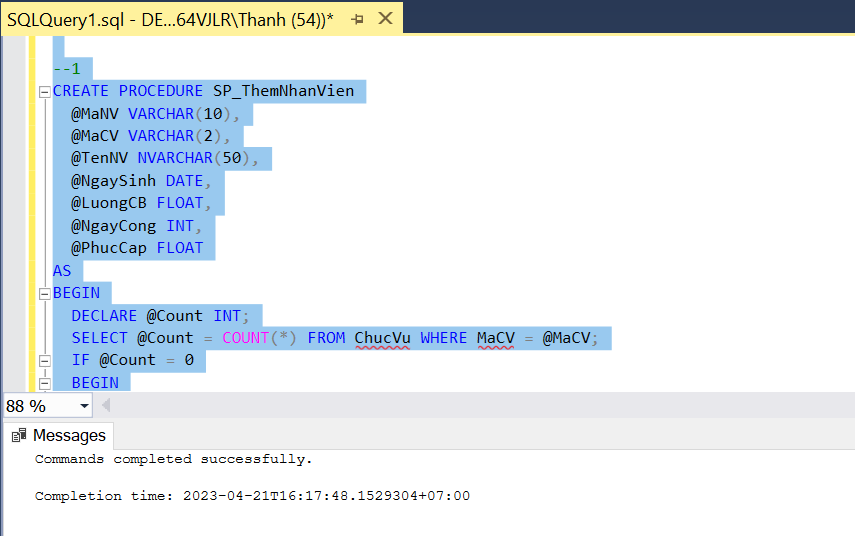 SQLQuery1.sql - DE...64VJLR\Thanh (54))*
--1
CREATE PROCEDURE SP_ThemNhanVien
@MaNV VARCHAR(10),
@MaCV VARCHAR(2),
@TenNV NVARCHAR(50),
@NgaySinh DATE,
@LuongCB FLOAT,
@NgayCong INT,
@PhucCap FLOAT
AS
BEGIN
DECLARE @Count INT;
SELECT @Count = COUNT(*) FROM ChucVu WHERE MaCV = @MaCV;
IF @Count = 0
BEGIN
88 %
Messages
Commands completed successfully.
Completion time: 2023-04-21T16:17:48.1529304+07:00